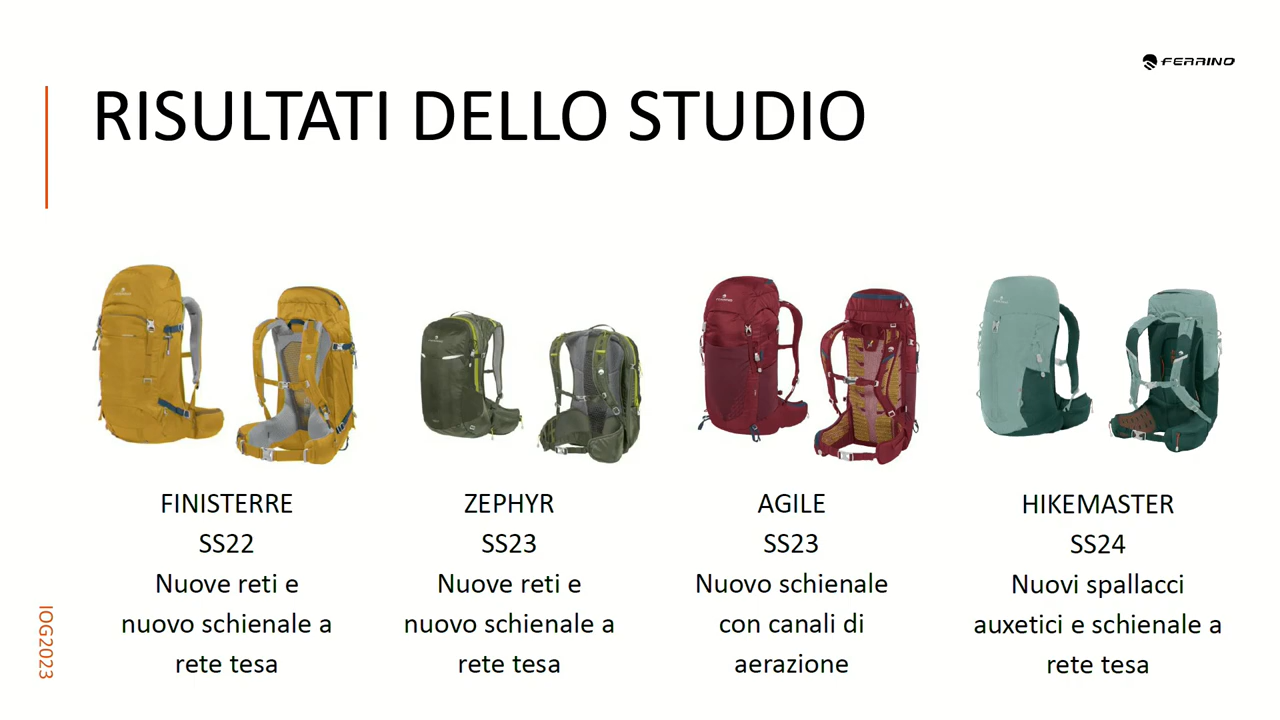 FERRINO
RISULTATI DELLO STUDIO
FINISTERRE
SS22
Nuove reti e
nuovo schienale a
rete tesa
ZEPHYR
SS23
Nuove reti e
nuovo schienale a
rete tesa
AGILE
SS23
Nuovo schienale
con canali di
aerazione
HIKEMASTER
SS24
Nuovi spallacci
auxetici e schienale a
rete tesa
IOG2023